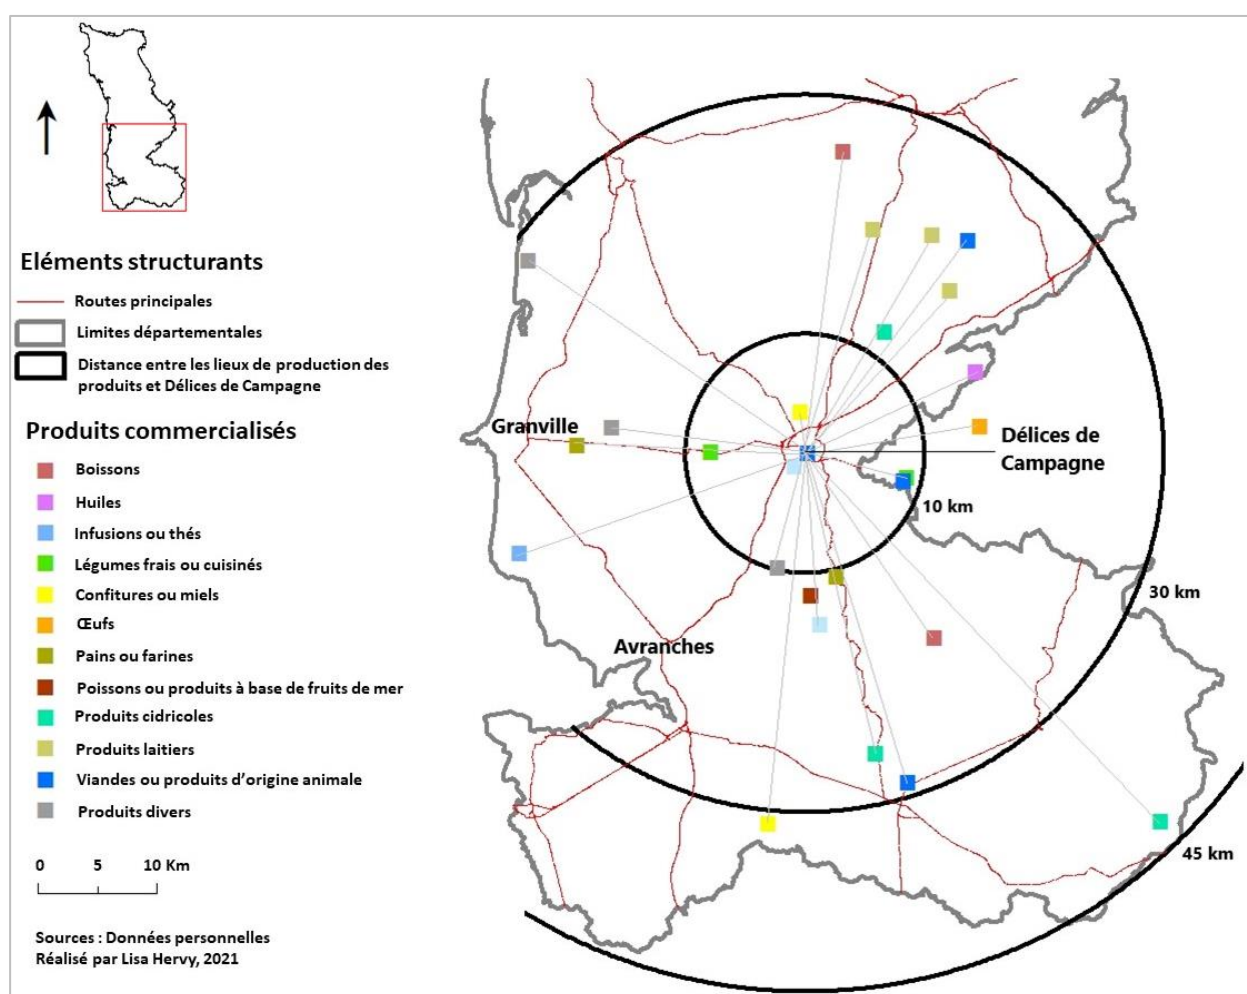 Eléments structurants
Routes principales
Limites départementales
Distance entre les lieux de production des
produits et Délices de Campagne
Produits commercialisés
Boissons
Huiles
Infusions ou thés
Légumes frais ou cuisinés
Confitures ou miels
Œufs
Pains ou farines
Poissons ou produits à base de fruits de mer
Produits cidricoles
Produits laitiers
Viandes ou produits d'origine animale
Produits divers
0 5 10 Km
Sources : Données personnelles
Réalisé par Lisa Hervy, 2021
Granville
Délices de
Campagne
10 km
30 km
Avranches
45 km